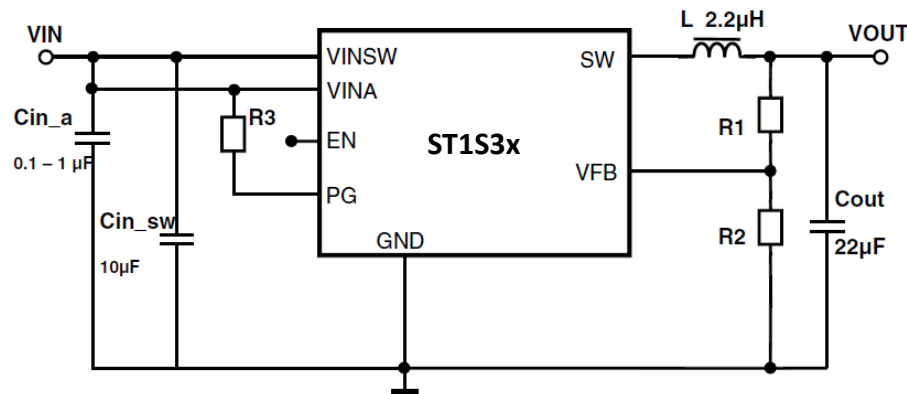 L 2.2µH
VIN
VOUT
VINSW
SW
VINA
Cin_a
R3
R1
0.1 – 1 µF
EN
ST1S3x
VFB
PG
Cout
Cin_sw
GND
R2
22µF
10µF